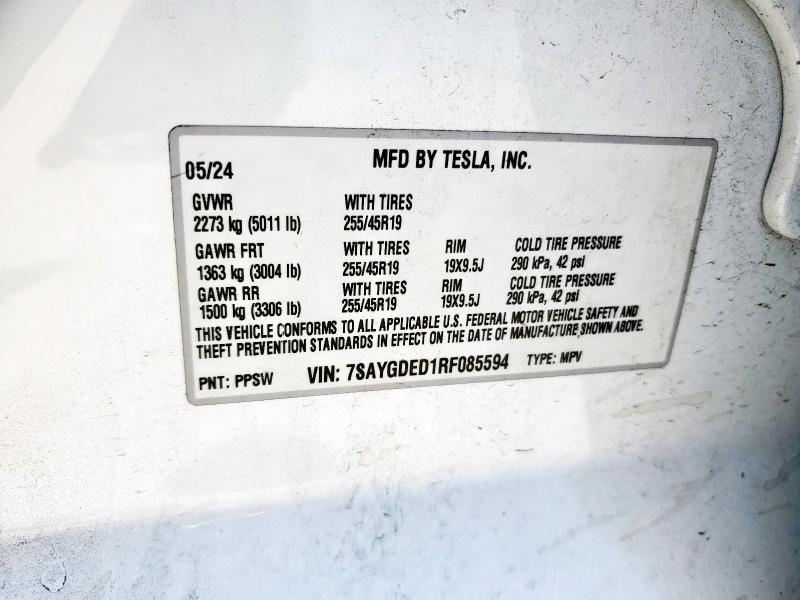 05/24 MFD BY TESLA, INC.
GVWR WITH TIRES
2273 kg (5011 lb) 255/45R19
GAWR FRT WITH TIRES RIM COLD TIRE PRESSURE
1363 kg (3004 lb) 255/45R19 19X9.5J 290 kPa, 42 psi
GAWR RR WITH TIRES RIM COLD TIRE PRESSURE
1500 kg (3306 lb) 255/45R19 19X9.5J 290 kPa, 42 psi
THIS VEHICLE CONFORMS TO ALL APPLICABLE U.S. FEDERAL MOTOR VEHICLE SAFETY AND
THEFT PREVENTION STANDARDS IN EFFECT ON THE DATE OF MANUFACTURE SHOWN ABOVE.
PNT: PPSW VIN: 7SAYGDED1RF085594 TYPE: MPV